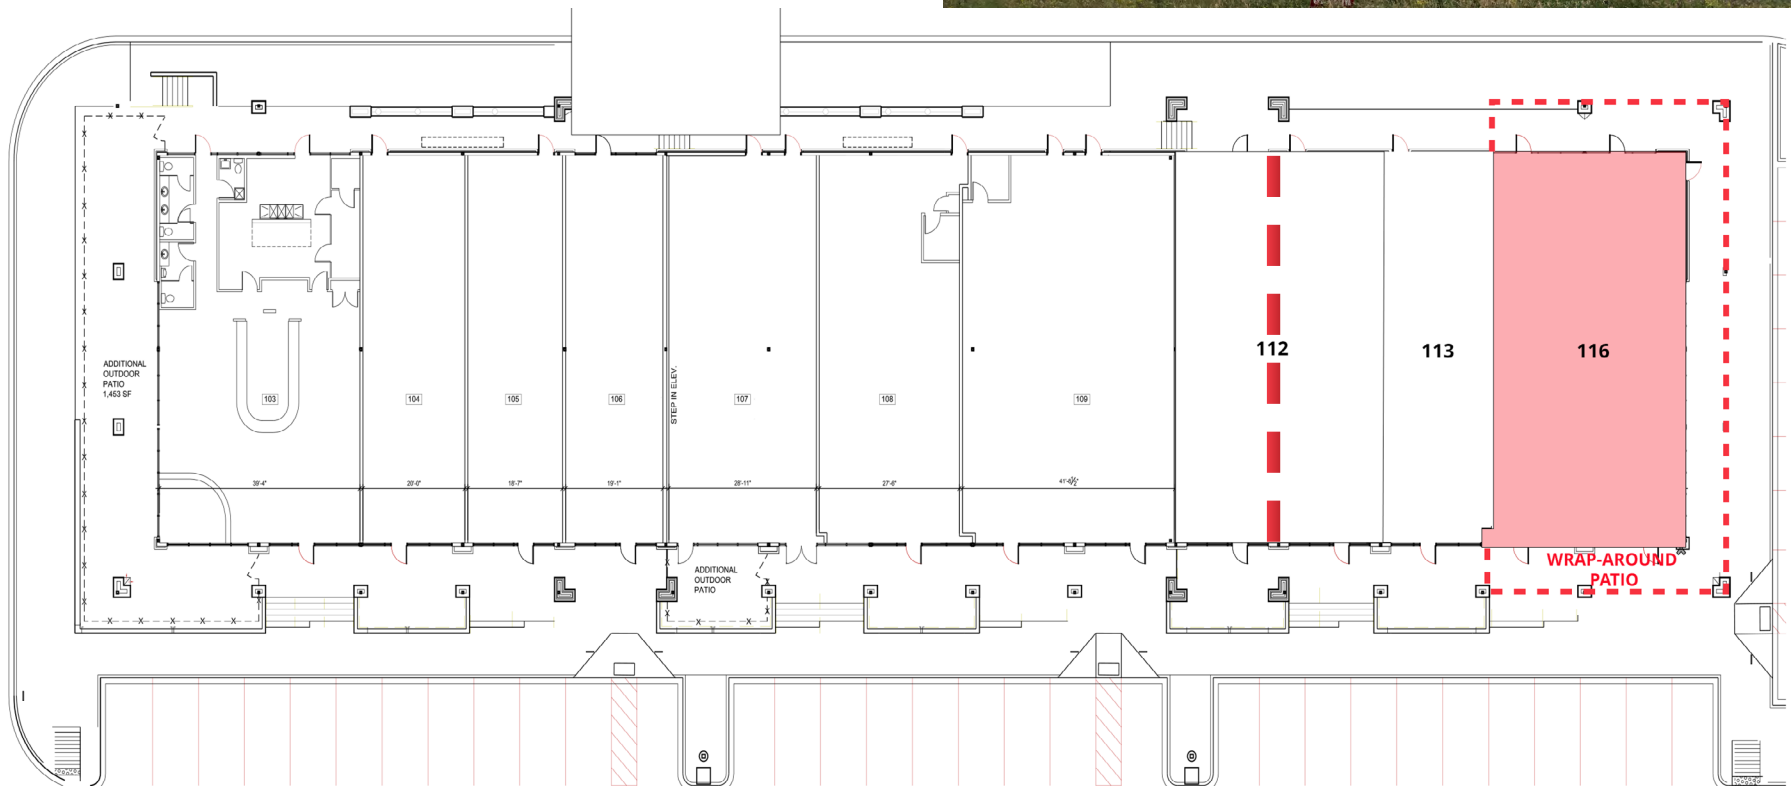 112
113
116
ADDITIONAL
OUTDOOR
PATIO
1,453 SF
103
104
105
106
STEP IN ELEV.
107
108
109
39'-4"
20'-0"
18'-7"
19'-1"
28'-11"
27'-6"
ADDITIONAL
OUTDOOR
PATIO
WRAP-AROUND
PATIO